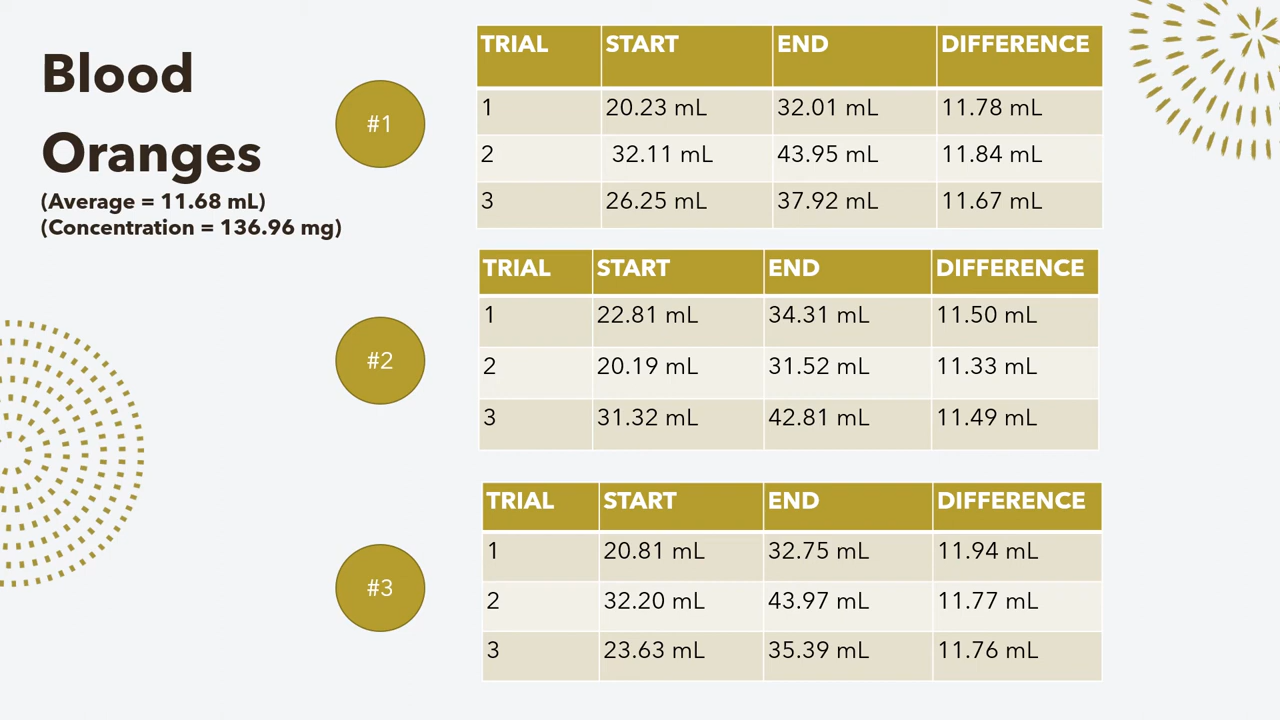 Blood
Oranges
(Average = 11.68 mL)
(Concentration = 136.96 mg)
#1
TRIAL START END DIFFERENCE
1 20.23 mL 32.01 mL 11.78 mL
2 32.11 mL 43.95 mL 11.84 mL
3 26.25 mL 37.92 mL 11.67 mL
#2
TRIAL START END DIFFERENCE
1 22.81 mL 34.31 mL 11.50 mL
2 20.19 mL 31.52 mL 11.33 mL
3 31.32 mL 42.81 mL 11.49 mL
#3
TRIAL START END DIFFERENCE
1 20.81 mL 32.75 mL 11.94 mL
2 32.20 mL 43.97 mL 11.77 mL
3 23.63 mL 35.39 mL 11.76 mL